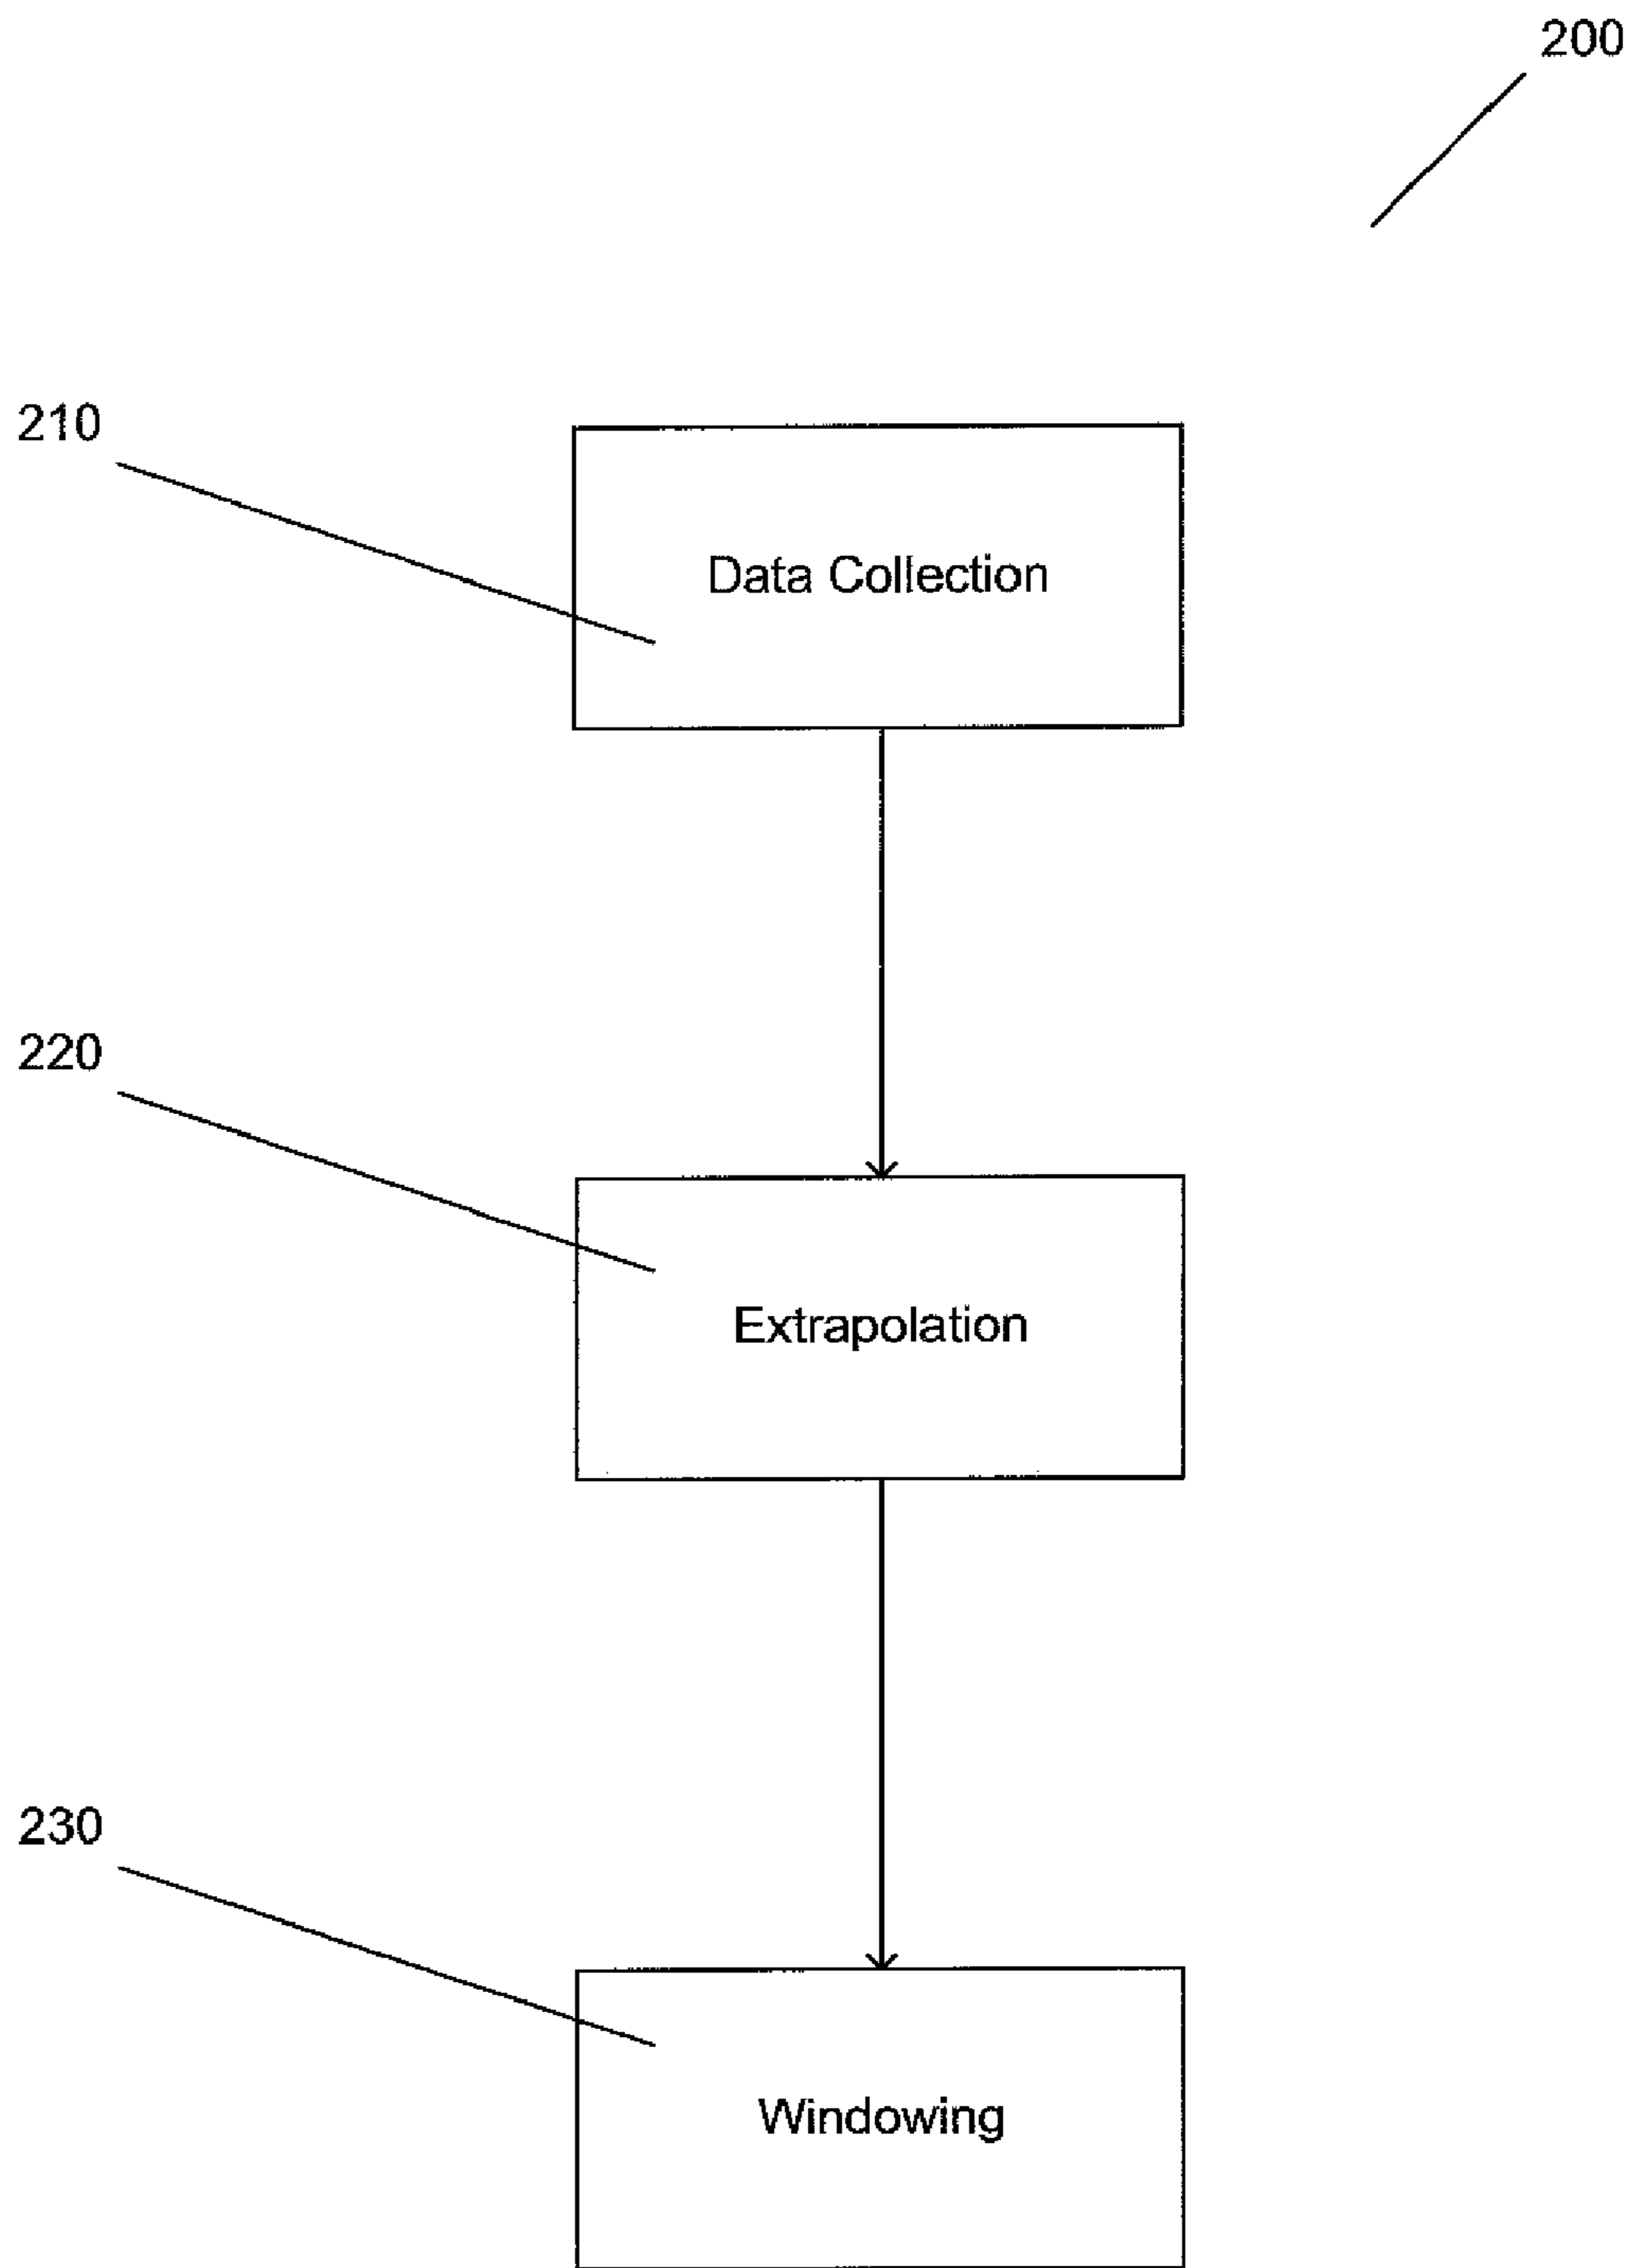 200
210
Data Collection
220
Extrapolation
230
Windowing